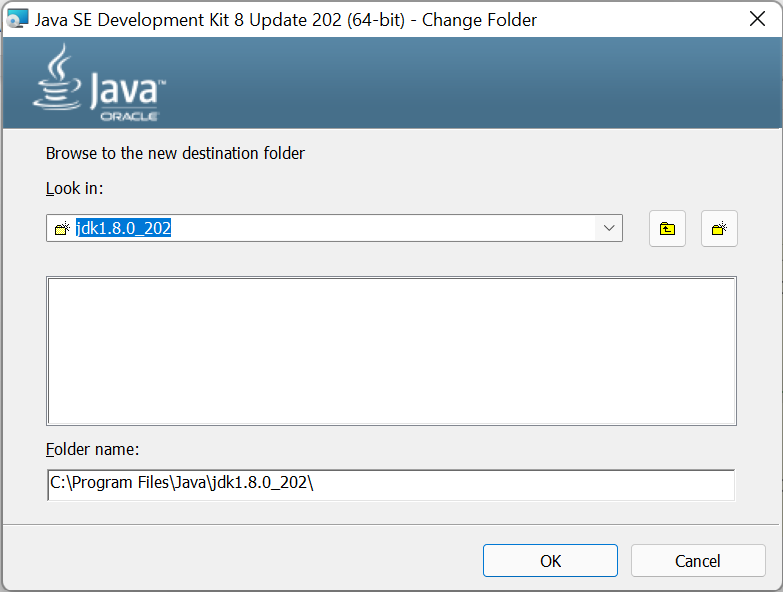 Java SE Development Kit 8 Update 202 (64-bit) - Change Folder
Java™
ORACLE
Browse to the new destination folder
Look in:
jdk1.8.0_202
Folder name:
C:\Program Files\Java\jdk1.8.0_202\
OK Cancel